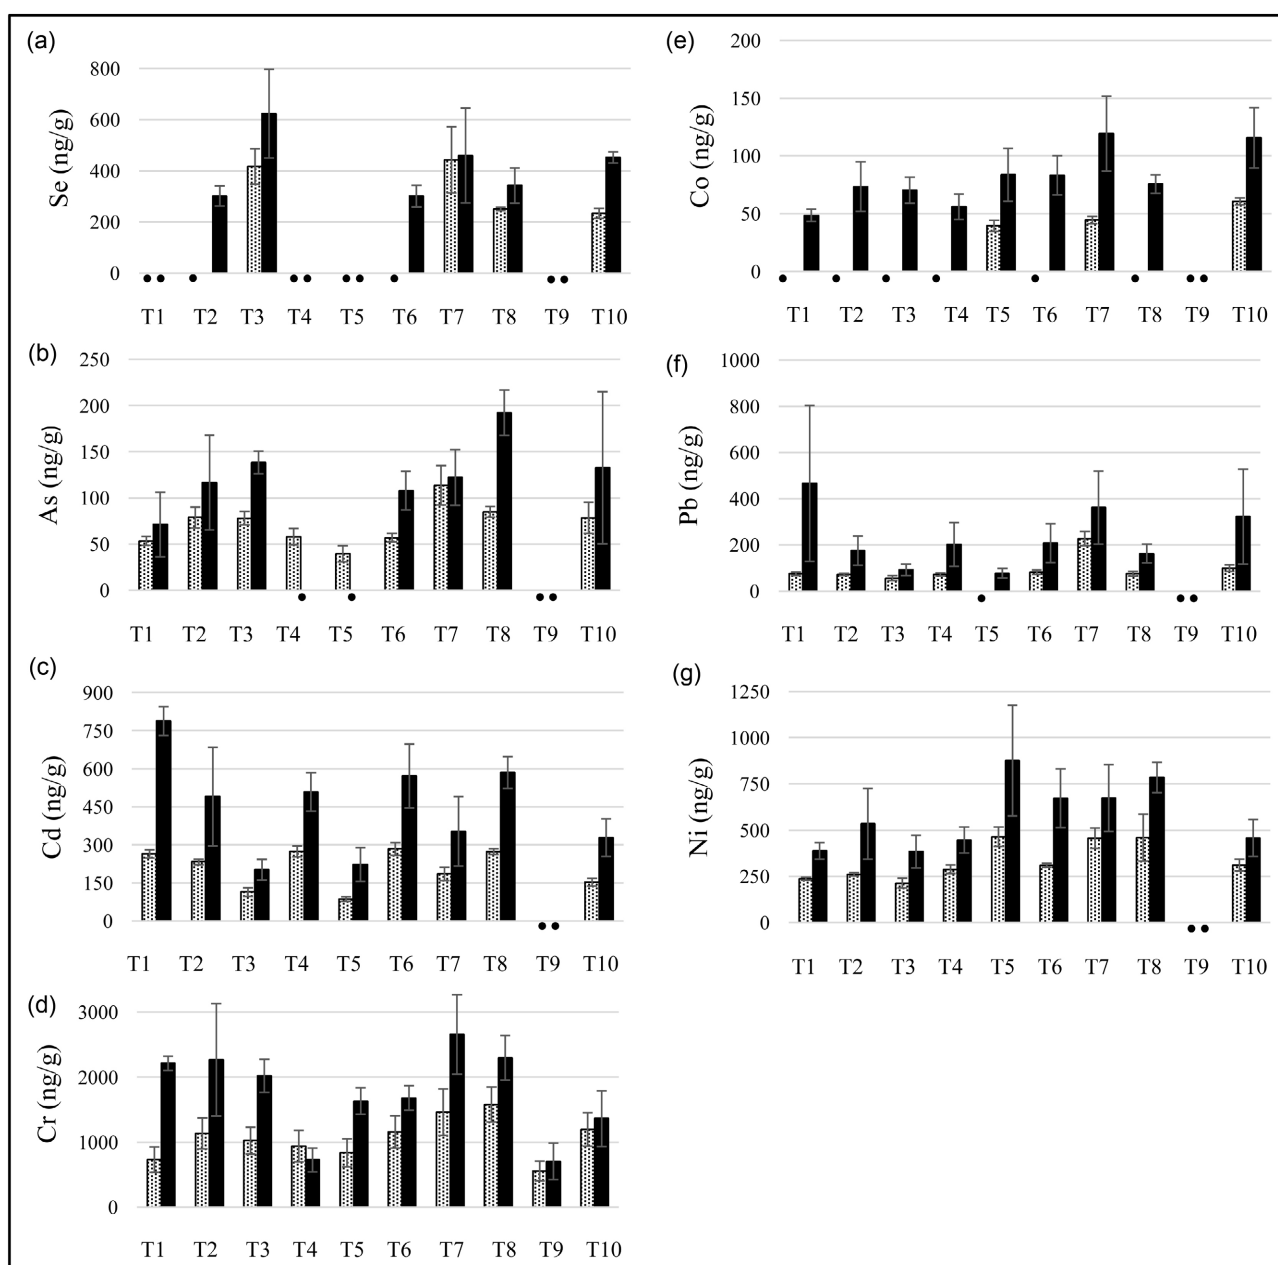 (a)
Se (ng/g)
800
600
400
200
0
T1 T2 T3 T4 T5 T6 T7 T8 T9 T10
(b)
As (ng/g)
250
200
150
100
50
0
T1 T2 T3 T4 T5 T6 T7 T8 T9 T10
(c)
Cd (ng/g)
900
750
600
450
300
150
0
T1 T2 T3 T4 T5 T6 T7 T8 T9 T10
(d)
Cr (ng/g)
3000
2000
1000
0
T1 T2 T3 T4 T5 T6 T7 T8 T9 T10
(e)
Co (ng/g)
200
150
100
50
0
T1 T2 T3 T4 T5 T6 T7 T8 T9 T10
(f)
Pb (ng/g)
1000
800
600
400
200
0
T1 T2 T3 T4 T5 T6 T7 T8 T9 T10
(g)
Ni (ng/g)
1250
1000
750
500
250
0
T1 T2 T3 T4 T5 T6 T7 T8 T9 T10